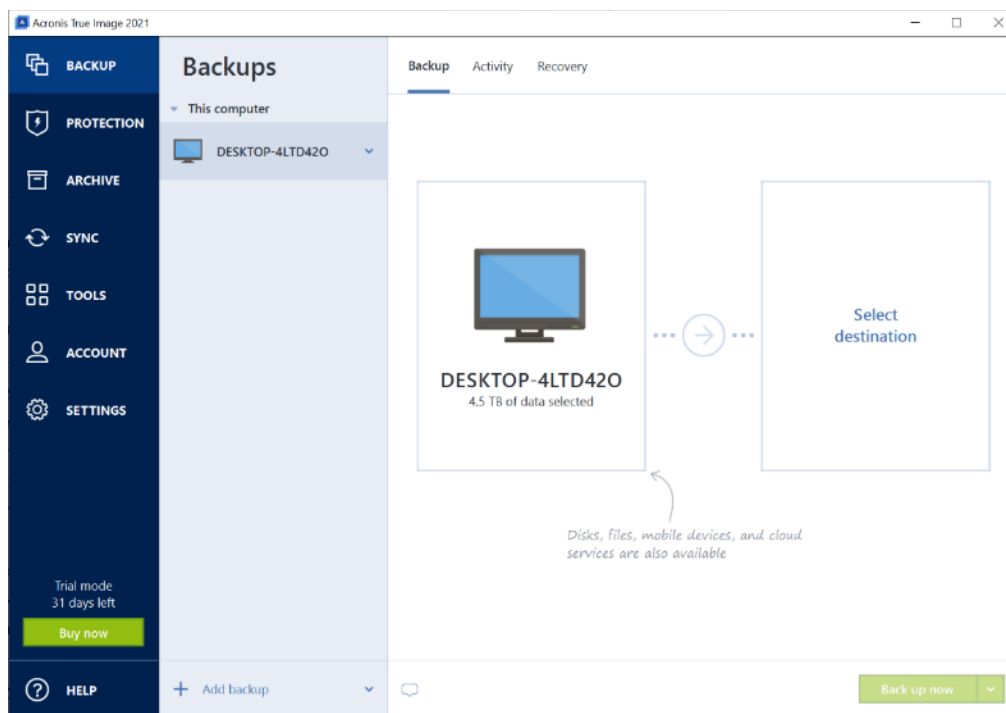 Acronis True Image 2021
BACKUP
PROTECTION
ARCHIVE
SYNC
TOOLS
ACCOUNT
SETTINGS
Trial mode
31 days left
Buy now
HELP
Backups
This computer
DESKTOP-4LTD42O
Add backup
Backup Activity Recovery
DESKTOP-4LTD42O
4.5 TB of data selected
Select
destination
Disks, files, mobile devices, and cloud
services are also available
Back up now